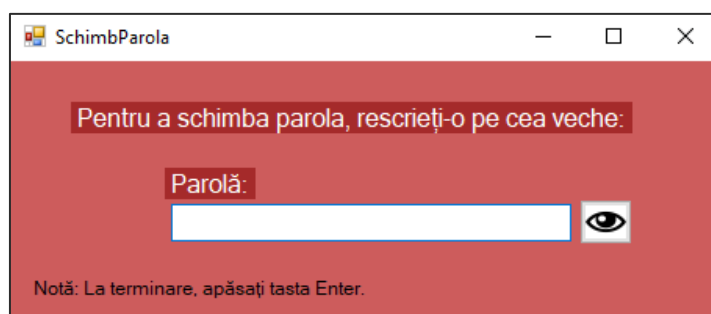 SchimbParola
Pentru a schimba parola, rescrieți-o pe cea veche:
Parolă:
Notă: La terminare, apăsați tasta Enter.